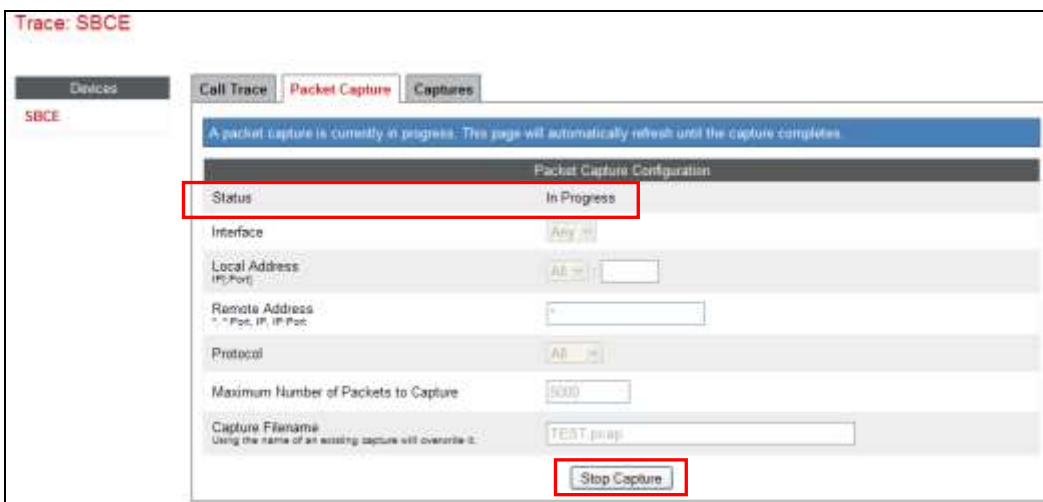 Trace: SBCE
Devices
SBCE
Call Trace Packet Capture Captures
A packet capture is currently in progress. This page will automatically refresh until the capture completes.
Packet Capture Configuration
Status In Progress
Interface Any
Local Address All :
IP[:Port]
Remote Address *
*, *:Port, IP, IP:Port
Protocol All
Maximum Number of Packets to Capture 5000
Capture Filename TEST.pcap
Using the name of an existing capture will overwrite it.
Stop Capture